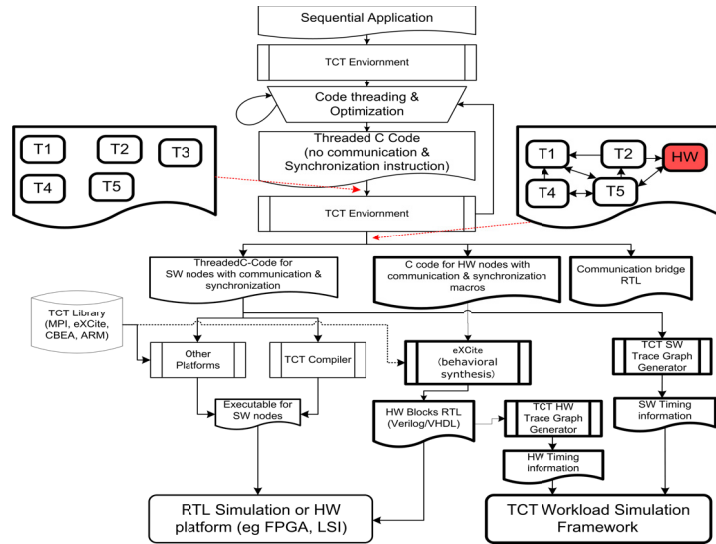 Sequential Application
TCT Enviornment
Code threading &
Optimization
Threaded C Code
(no communication &
Synchronization instruction)
T1
T2
T3
T4
T5
T1
T2
HW
T4
T5
TCT Enviornment
ThreadedC-Code for
SW nodes with communication &
synchronization
C code for HW nodes with
communication & synchronization
macros
Communication bridge
RTL
TCT Library
(MPI, eXCite,
CBEA, ARM)
Other
Platforms
TCT Compiler
eXCite
(behavioral
synthesis)
TCT SW
Trace Graph
Generator
Executable for
SW nodes
HW Blocks RTL
(Verilog/VHDL)
TCT HW
Trace Graph
Generator
SW Timing
information
HW Timing
information
RTL Simulation or HW
platform (eg FPGA, LSI)
TCT Workload Simulation
Framework